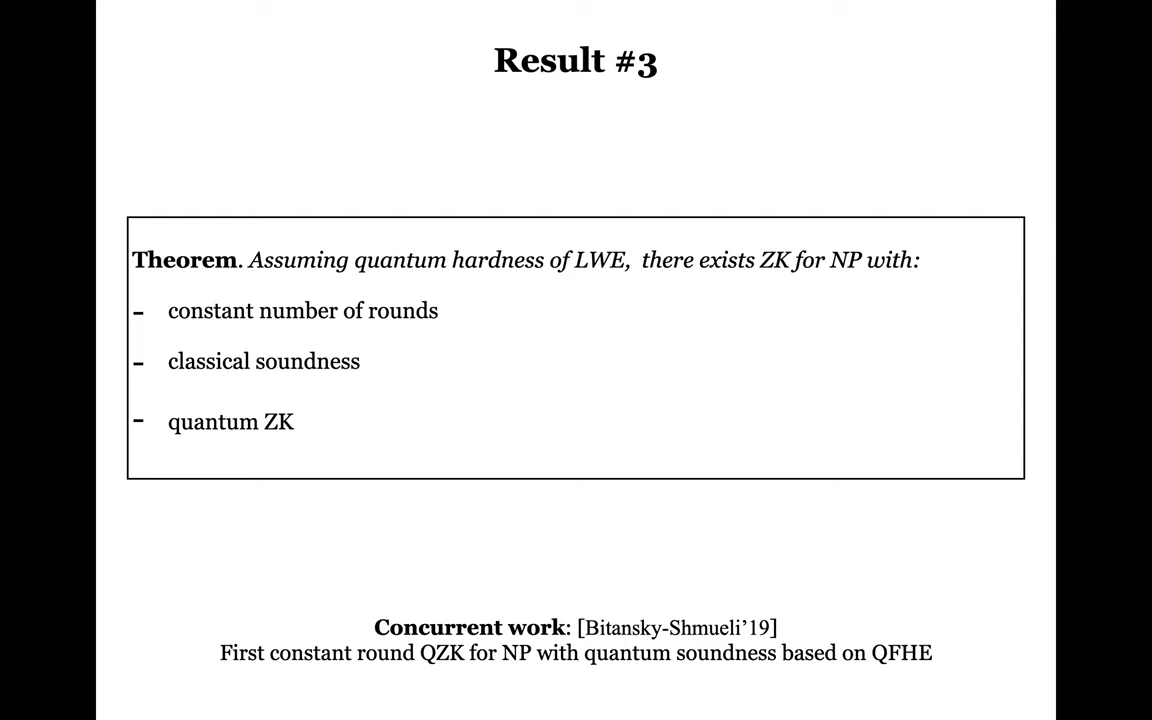 Result #3
Theorem. Assuming quantum hardness of LWE, there exists ZK for NP with:
- constant number of rounds
- classical soundness
- quantum ZK
Concurrent work: [Bitansky-Shmueli’19]
First constant round QZK for NP with quantum soundness based on QFHE